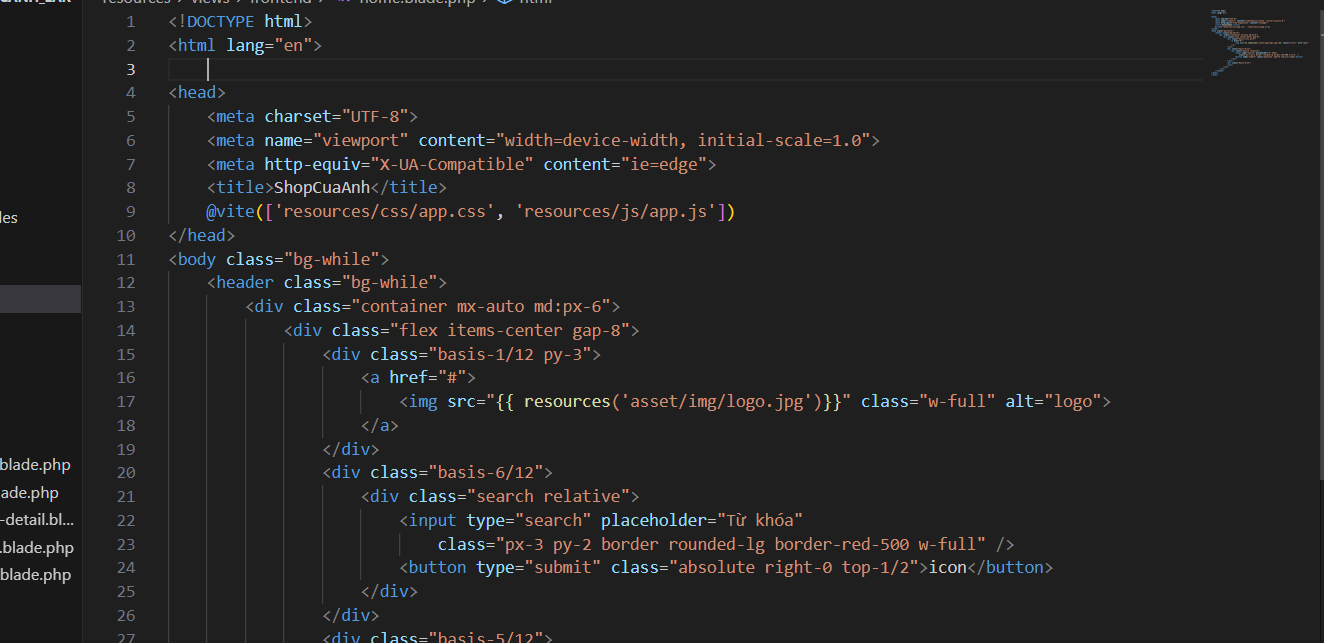 resources > views > frontend > home.blade.php > html
1 <!DOCTYPE html>
2 <html lang="en">
3
4 <head>
5 <meta charset="UTF-8">
6 <meta name="viewport" content="width=device-width, initial-scale=1.0">
7 <meta http-equiv="X-UA-Compatible" content="ie=edge">
8 <title>ShopCuaAnh</title>
9 @vite(['resources/css/app.css', 'resources/js/app.js'])
10 </head>
11 <body class="bg-while">
12 <header class="bg-while">
13 <div class="container mx-auto md:px-6">
14 <div class="flex items-center gap-8">
15 <div class="basis-1/12 py-3">
16 <a href="#">
17 <img src="{{ resources('asset/img/logo.jpg')}}" class="w-full" alt="logo">
18 </a>
19 </div>
20 <div class="basis-6/12">
21 <div class="search relative">
22 <input type="search" placeholder="Từ khóa"
23 class="px-3 py-2 border rounded-lg border-red-500 w-full" />
24 <button type="submit" class="absolute right-0 top-1/2">icon</button>
25 </div>
26 </div>
27 <div class="basis-5/12">
les
blade.php
ade.php
-detail.bl...
.blade.php
blade.php